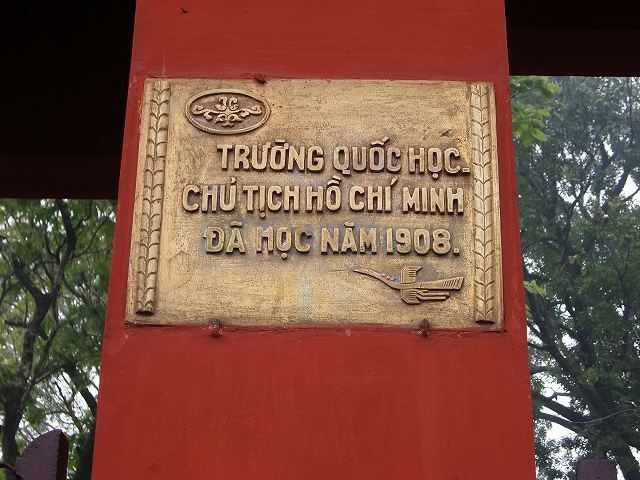 TRƯỜNG QUỐC HỌC.
CHỦ TỊCH HỒ CHÍ MINH
ĐÃ HỌC NĂM 1908.